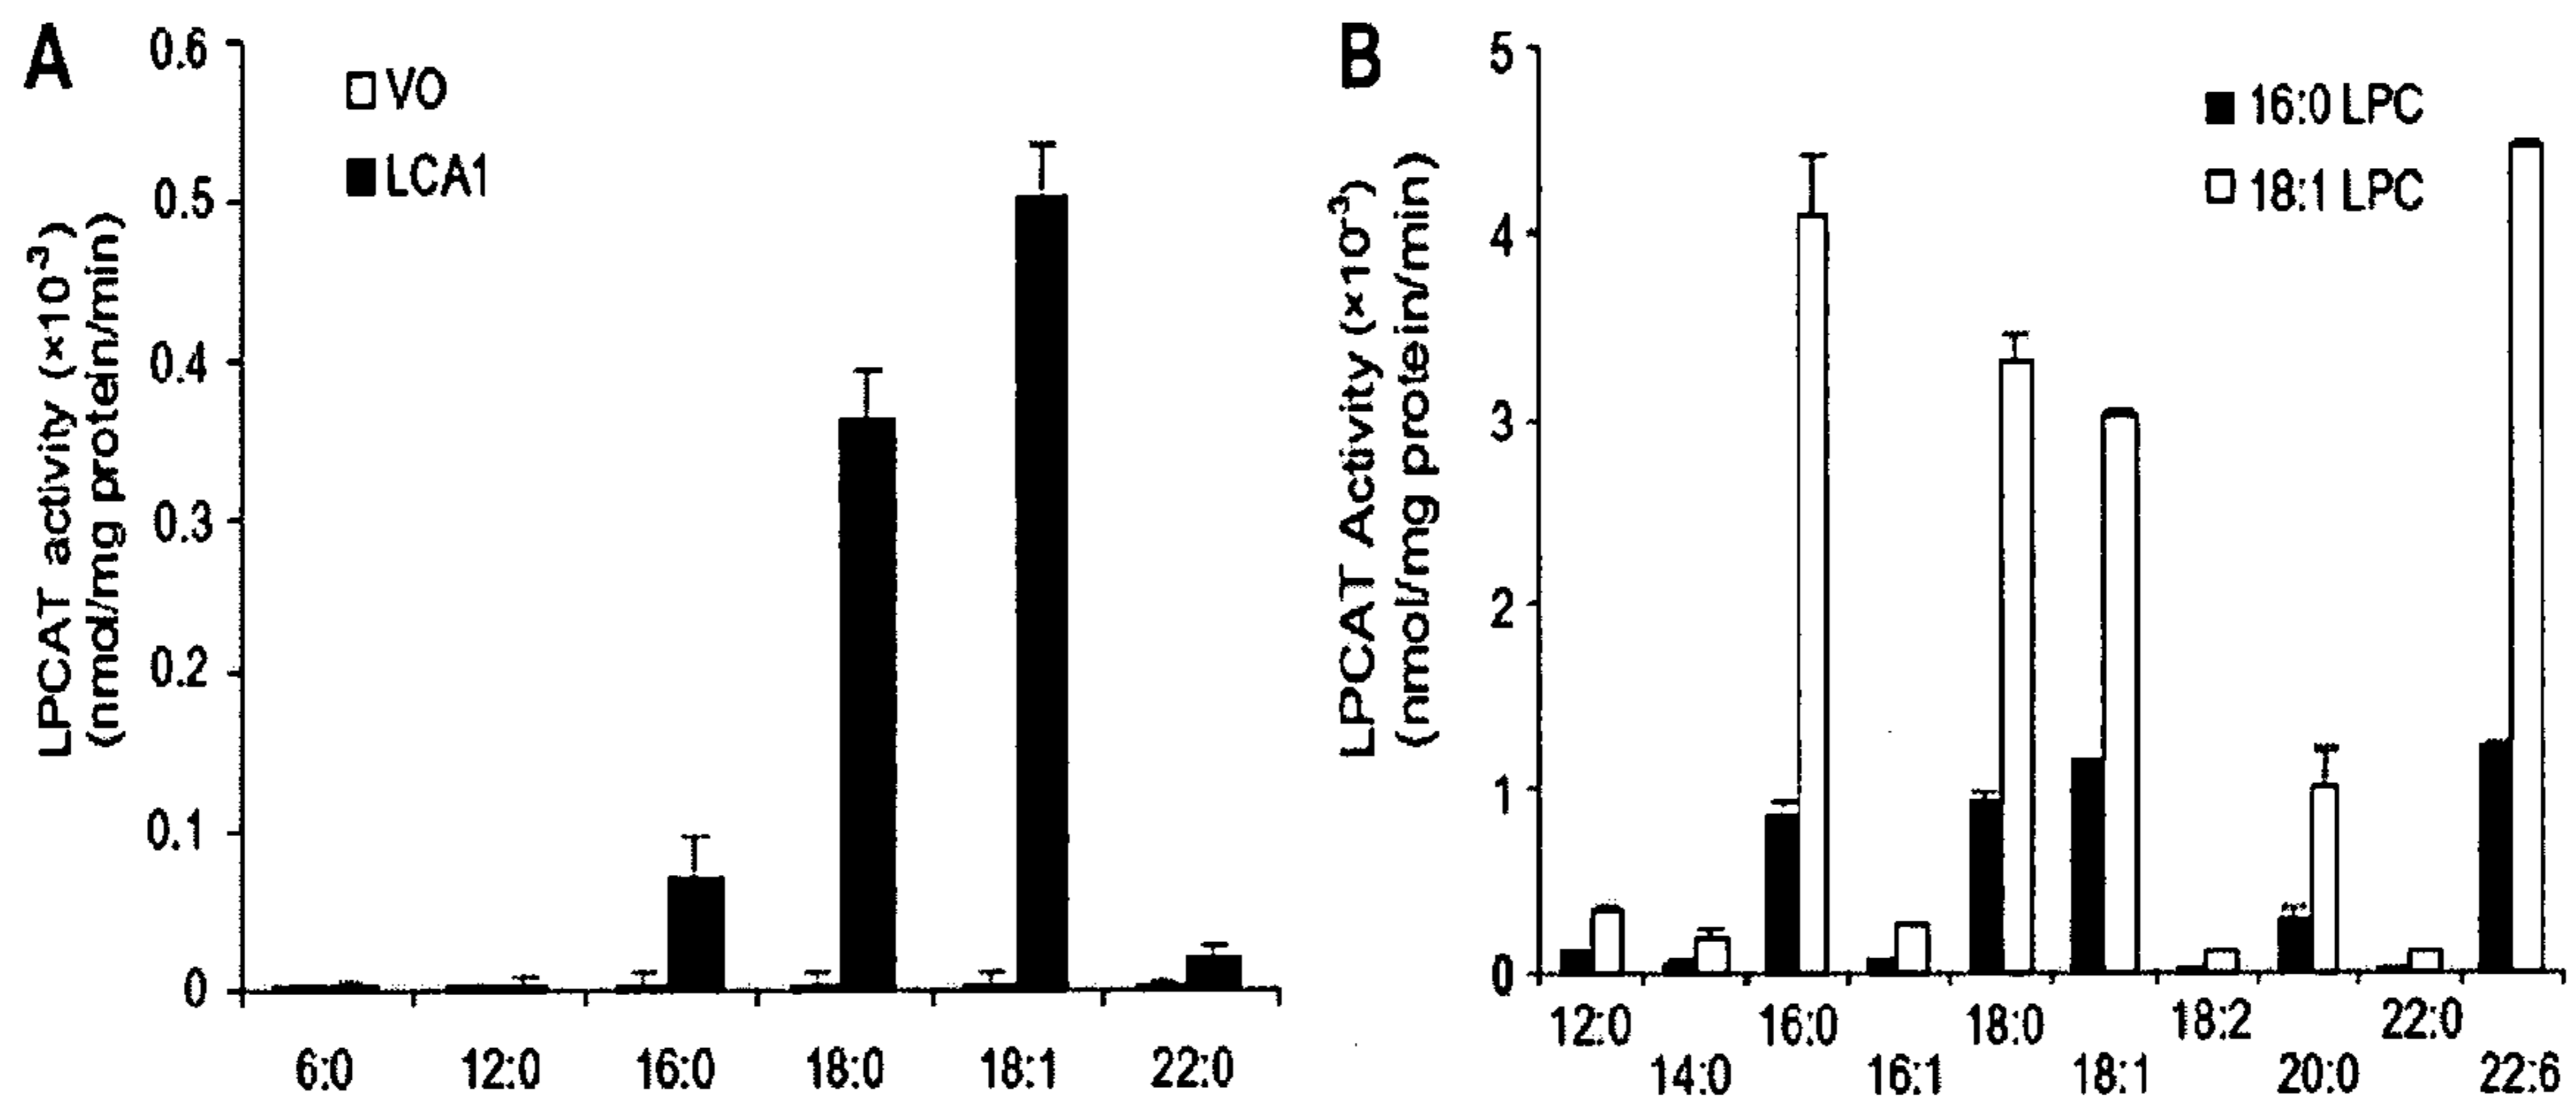 A
0.6
0.5
0.4
0.3
0.2
0.1
0
LPCAT activity (×10⁻³)
(nmol/mg protein/min)
VO
LCA1
6:0 12:0 16:0 18:0 18:1 22:0
B
5
4
3
2
1
0
LPCAT Activity (×10⁻³)
(nmol/mg protein/min)
16:0 LPC
18:1 LPC
12:0 16:0 18:0 18:2 22:0
14:0 16:1 18:1 20:0 22:6